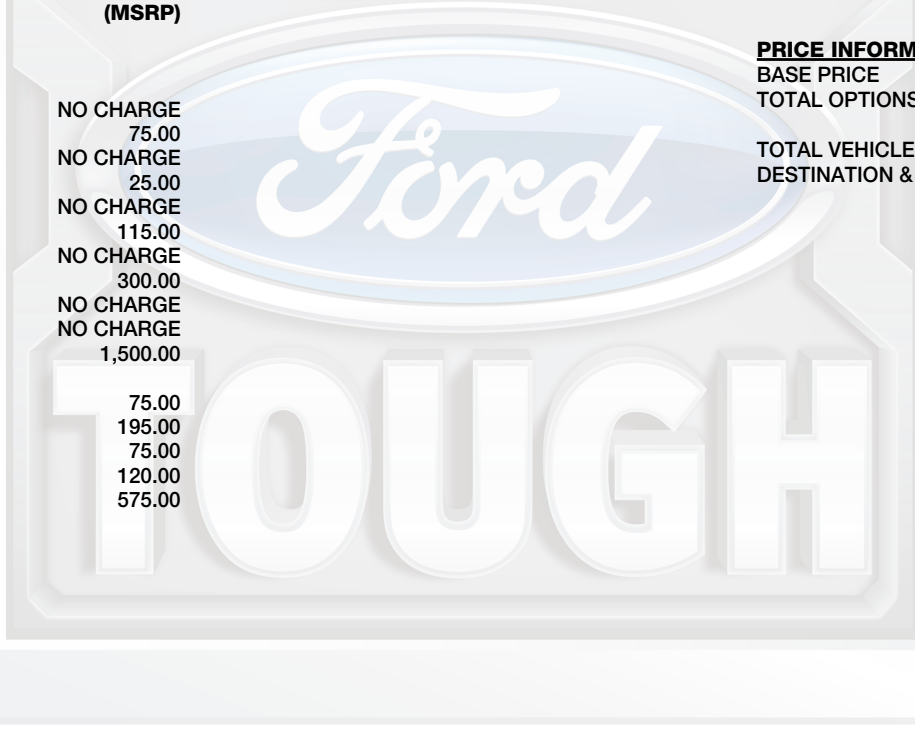 (MSRP)
NO CHARGE
75.00
NO CHARGE
25.00
NO CHARGE
115.00
NO CHARGE
300.00
NO CHARGE
NO CHARGE
1,500.00
75.00
195.00
75.00
120.00
575.00
PRICE INFORM
BASE PRICE
TOTAL OPTIONS
TOTAL VEHICLE
DESTINATION &
Ford
TOUGH